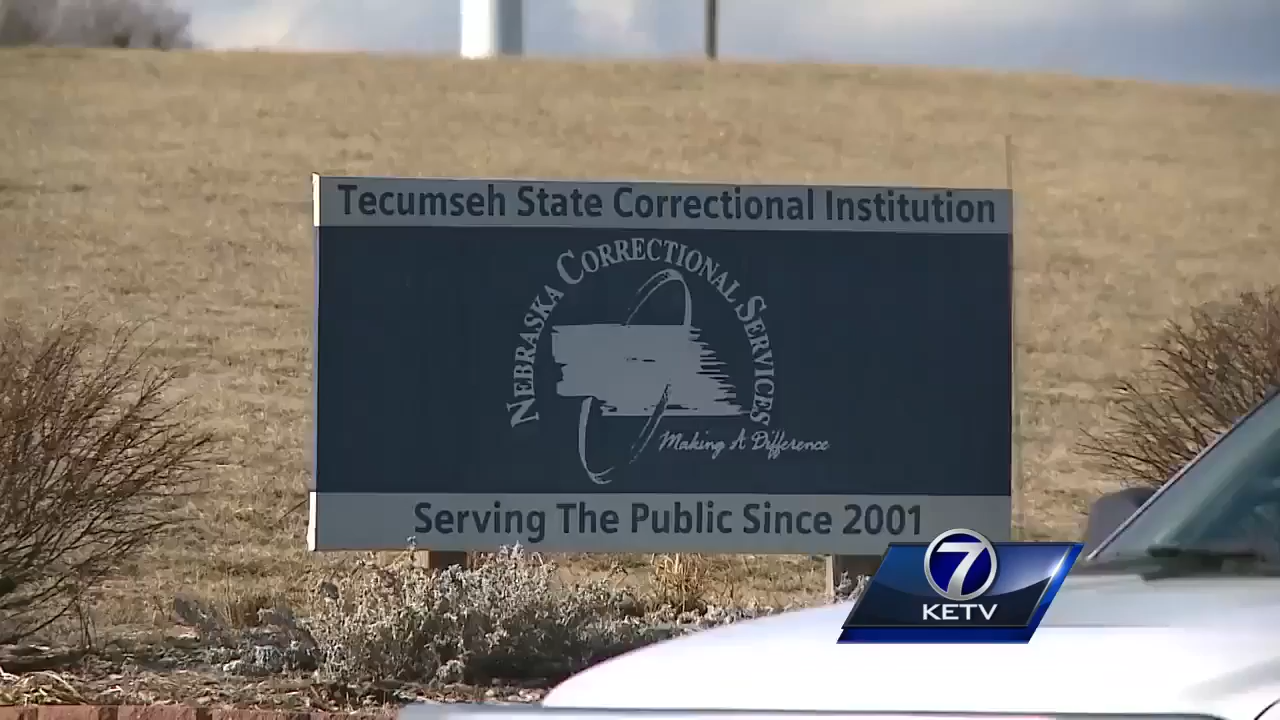 Tecumseh State Correctional Institution
NEBRASKA CORRECTIONAL SERVICES
Making A Difference
Serving The Public Since 2001
7
KETV